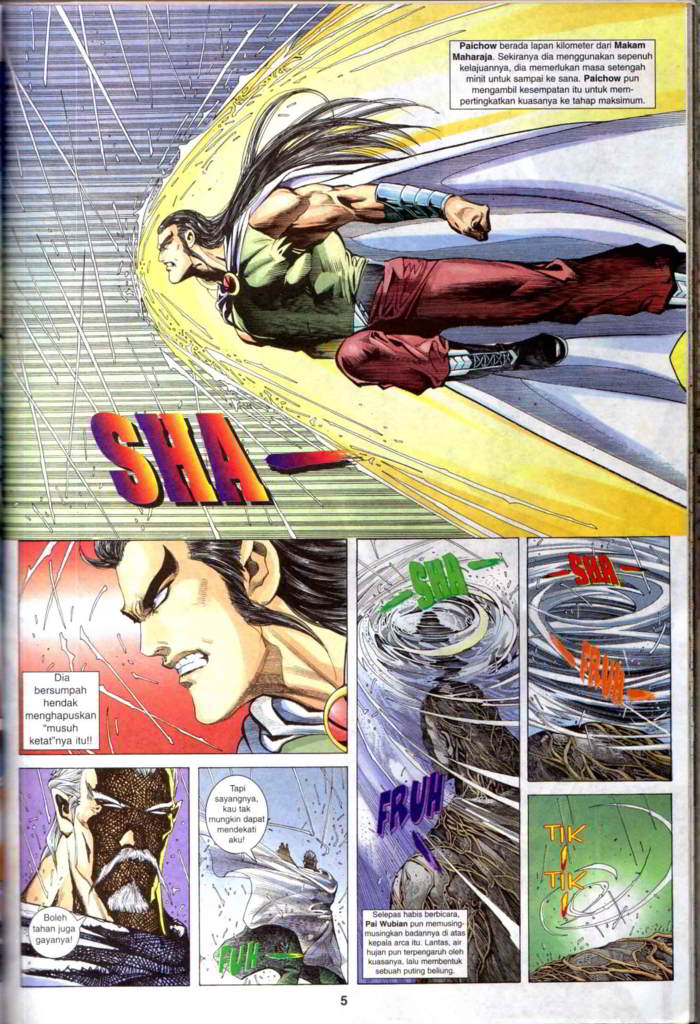 Paichow berada lapan kilometer dari Makam
Maharaja. Sekiranya dia menggunakan sepenuh
kelajuannya, dia memerlukan masa setengah
minit untuk sampai ke sana. Paichow pun
mengambil kesempatan itu untuk mem-
pertingkatkan kuasanya ke tahap maksimum.
SHA
Dia
bersumpah
hendak
menghapuskan
"musuh
ketat"nya itu!!
SHA
FRUH
SHA
FRUH
Boleh
tahan juga
gayanya!
Tapi
sayangnya,
kau tak
mungkin dapat
mendekati
aku!
FUH
Selepas habis berbicara,
Pai Wubian pun memusing-
musingkan badannya di atas
kepala arca itu. Lantas, air
hujan pun terpengaruh oleh
kuasanya, lalu membentuk
sebuah puting beliung.
TIK
TIK
5